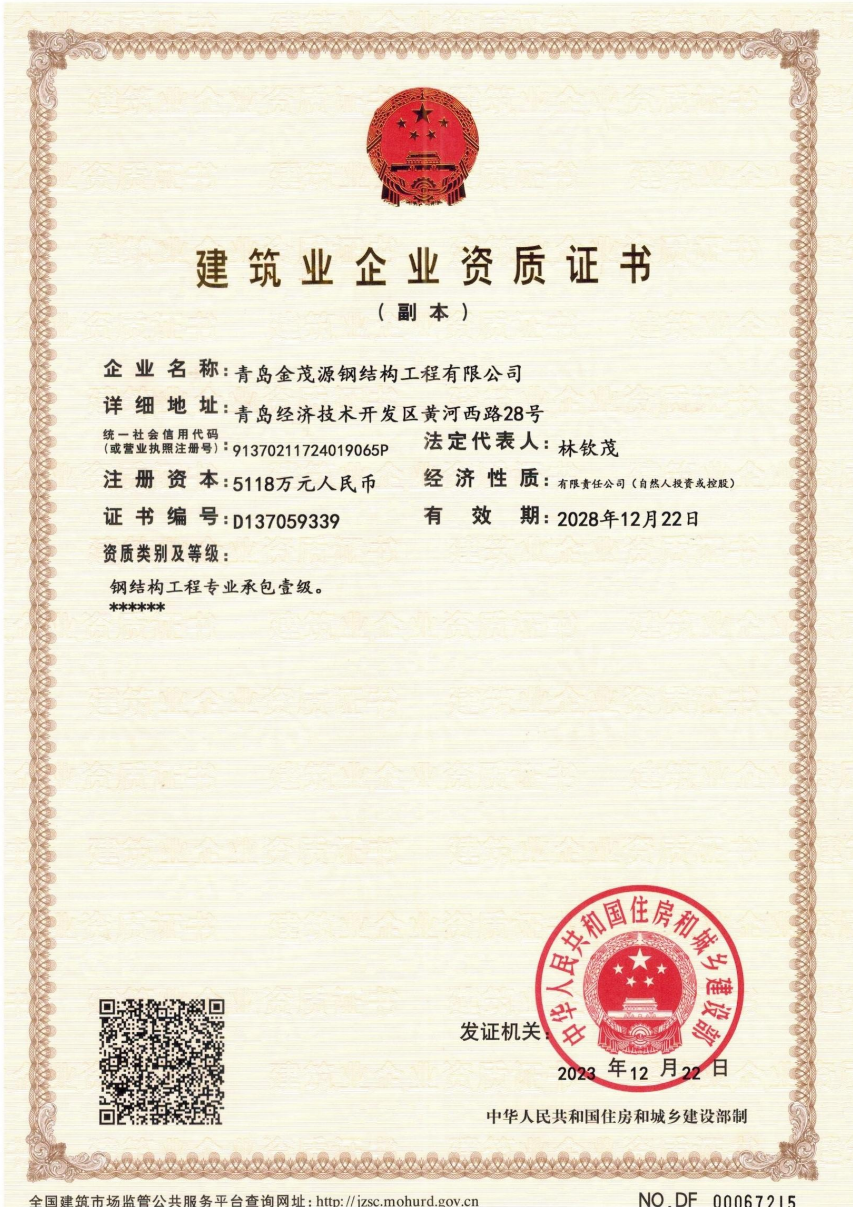 建筑业企业资质证书
（副本）
企业名称：青岛金茂源钢结构工程有限公司
详细地址：青岛经济技术开发区黄河西路28号
统一社会信用代码
（或营业执照注册号）：91370211724019065P 法定代表人：林钦茂
注册资本：5118万元人民币 经济性质：有限责任公司（自然人投资或控股）
证书编号：D137059339 有效期：2028年12月22日
资质类别及等级：
钢结构工程专业承包壹级。
******
中华人民共和国住房和城乡建设部
发证机关：
2023 年 12 月 22 日
中华人民共和国住房和城乡建设部制
全国建筑市场监管公共服务平台查询网址：http://jzsc.mohurd.gov.cn
NO.DF 00067215